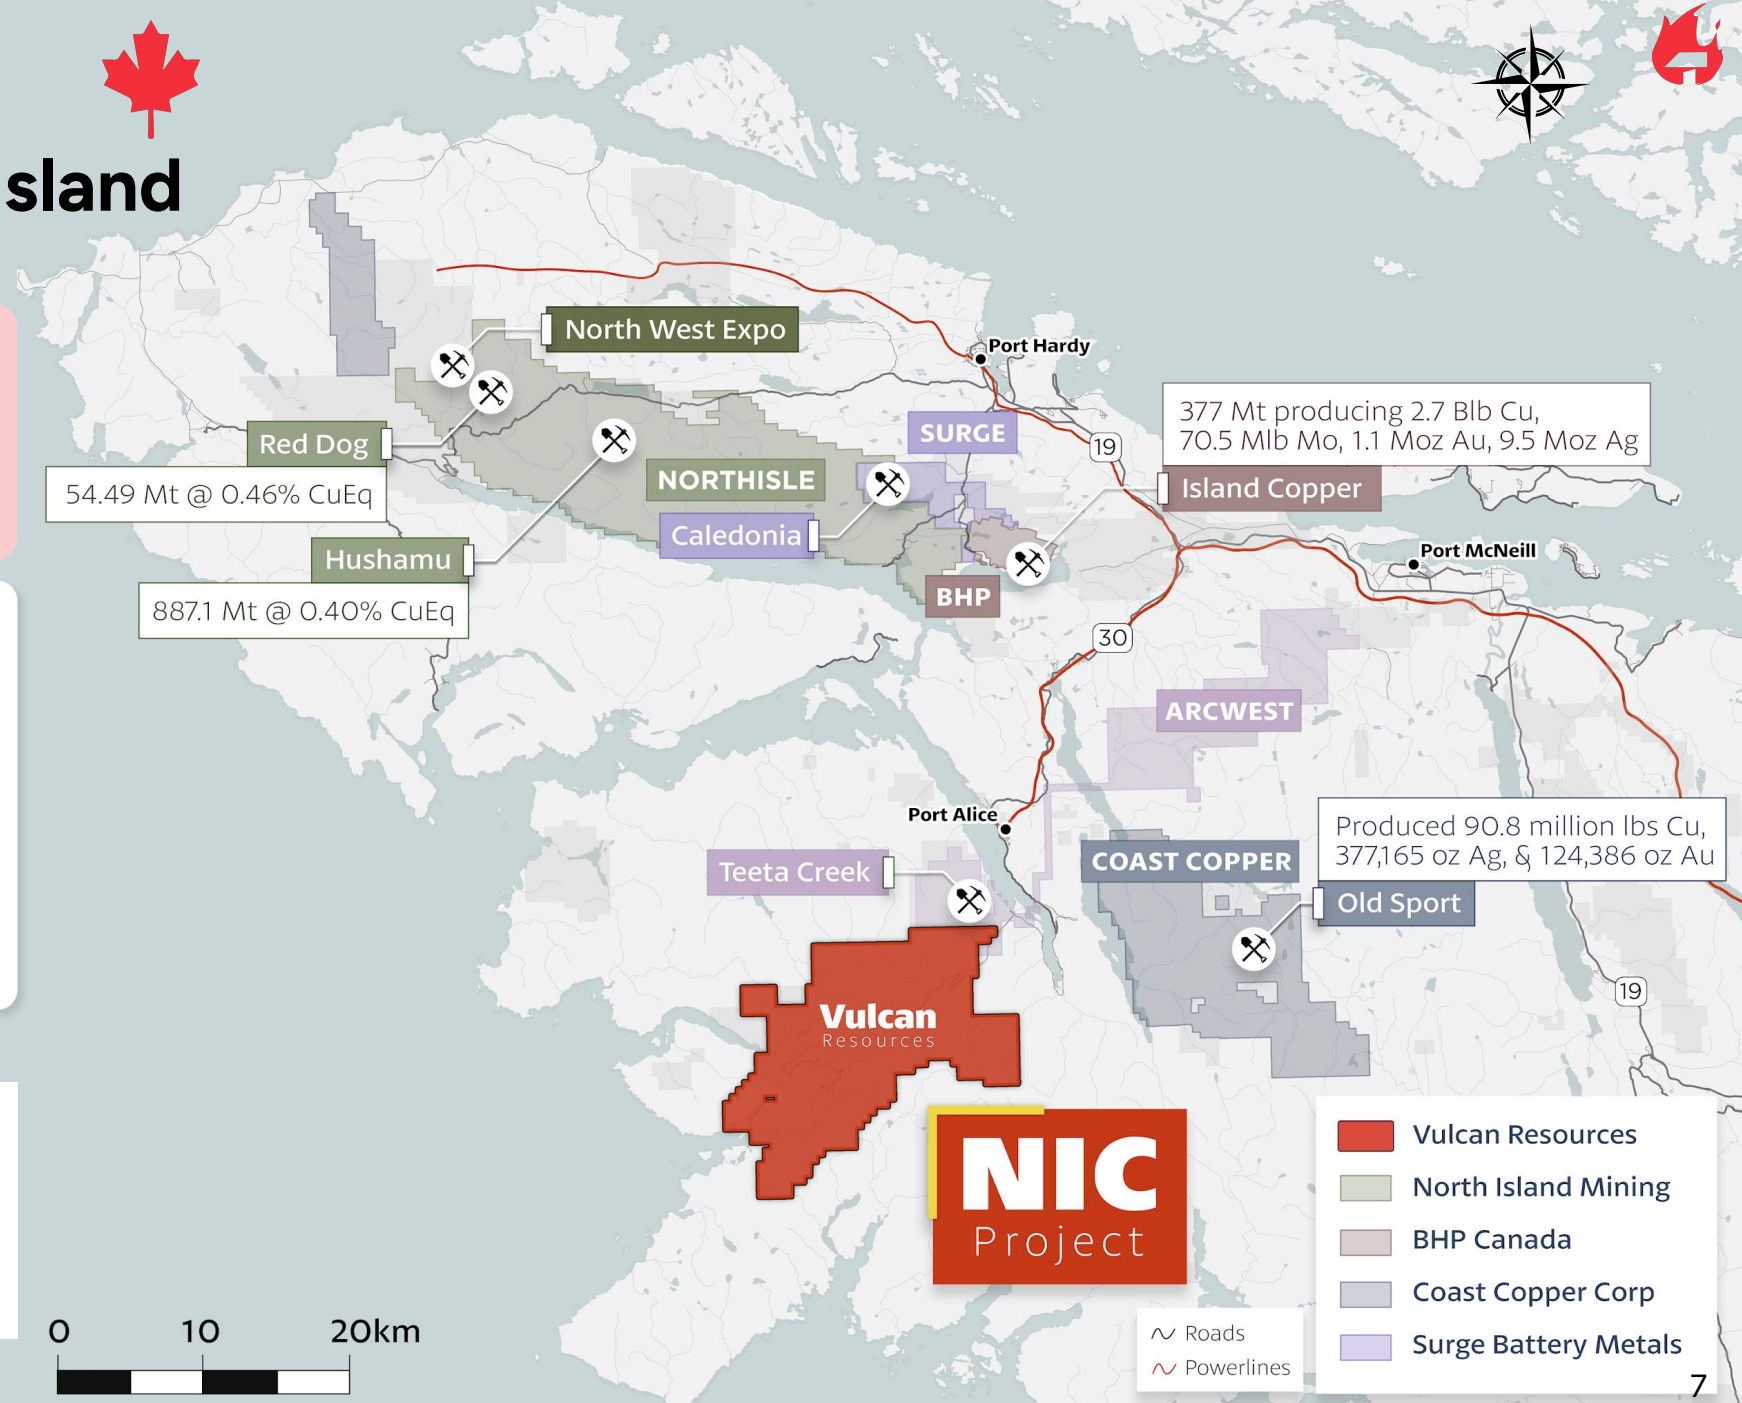 sland
North West Expo
Port Hardy
377 Mt producing 2.7 Blb Cu,
70.5 Mlb Mo, 1.1 Moz Au, 9.5 Moz Ag
Red Dog
SURGE
19
54.49 Mt @ 0.46% CuEq
NORTHISLE
Island Copper
Caledonia
Hushamu
Port McNeill
887.1 Mt @ 0.40% CuEq
BHP
30
ARCWEST
Port Alice
Produced 90.8 million lbs Cu,
377,165 oz Ag, & 124,386 oz Au
Teeta Creek
COAST COPPER
Old Sport
19
Vulcan
Resources
NIC
Project
Vulcan Resources
North Island Mining
BHP Canada
Coast Copper Corp
Surge Battery Metals
Roads
Powerlines
0 10 20km
7